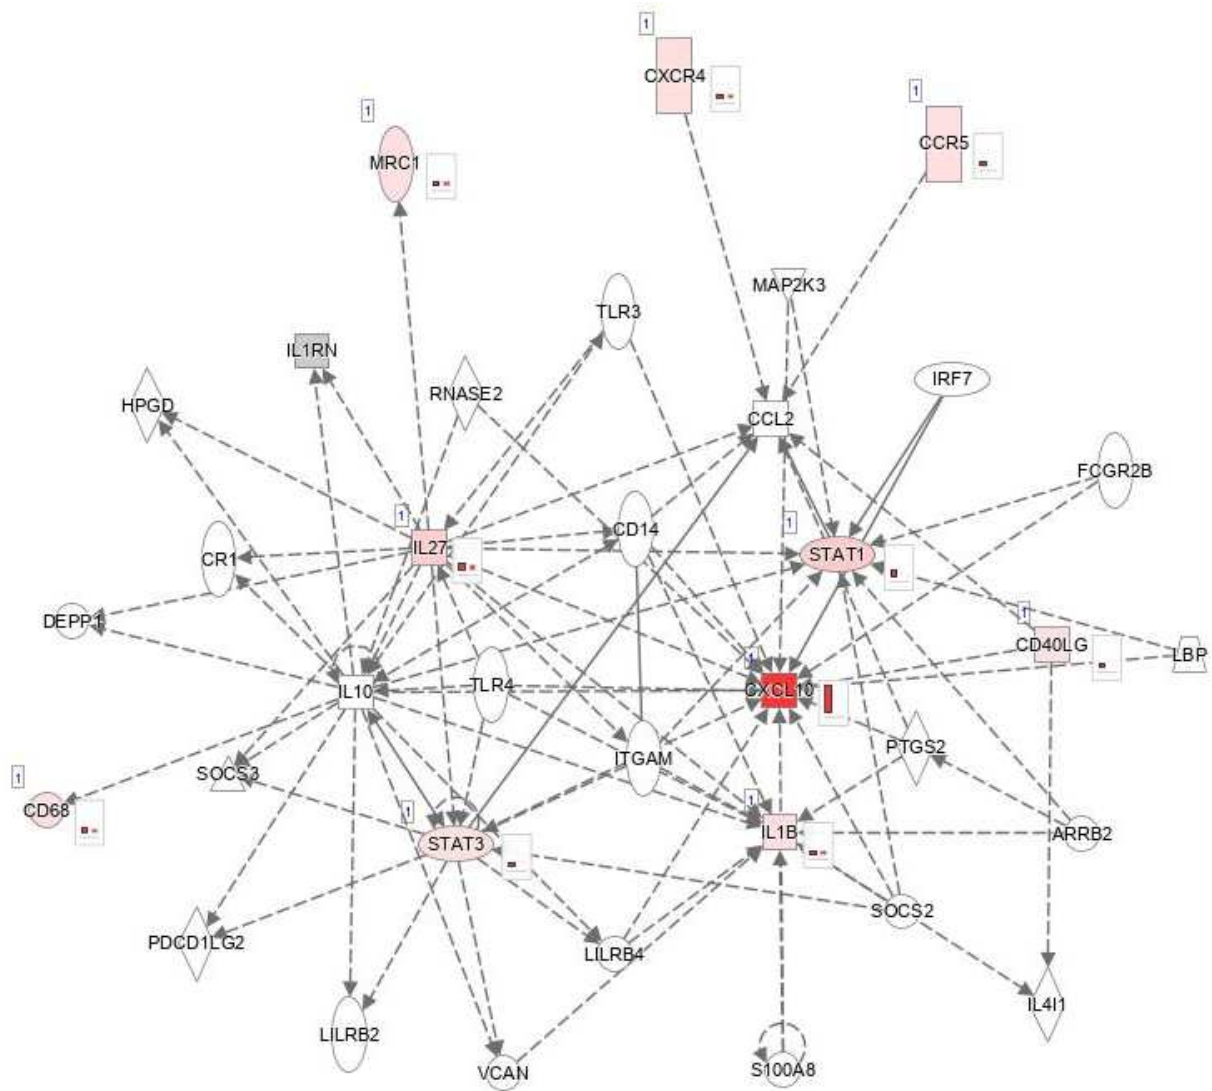 1
CXCR4
1
CCR5
1
MRC1
MAP2K3
TLR3
IL1RN
IRF7
RNASE2
HPGD
CCL2
FCGR2B
1
1
CD14
IL27
STAT1
CR1
1
DEPP1
CD40LG
LBP
1
TLR4
IL10
CXCL10
PTGS2
ITGAM
SOCS3
1
1
1
CD68
IL1B
ARRB2
STAT3
SOCS2
PDCD1LG2
LILRB4
IL4I1
LILRB2
S100A8
VCAN